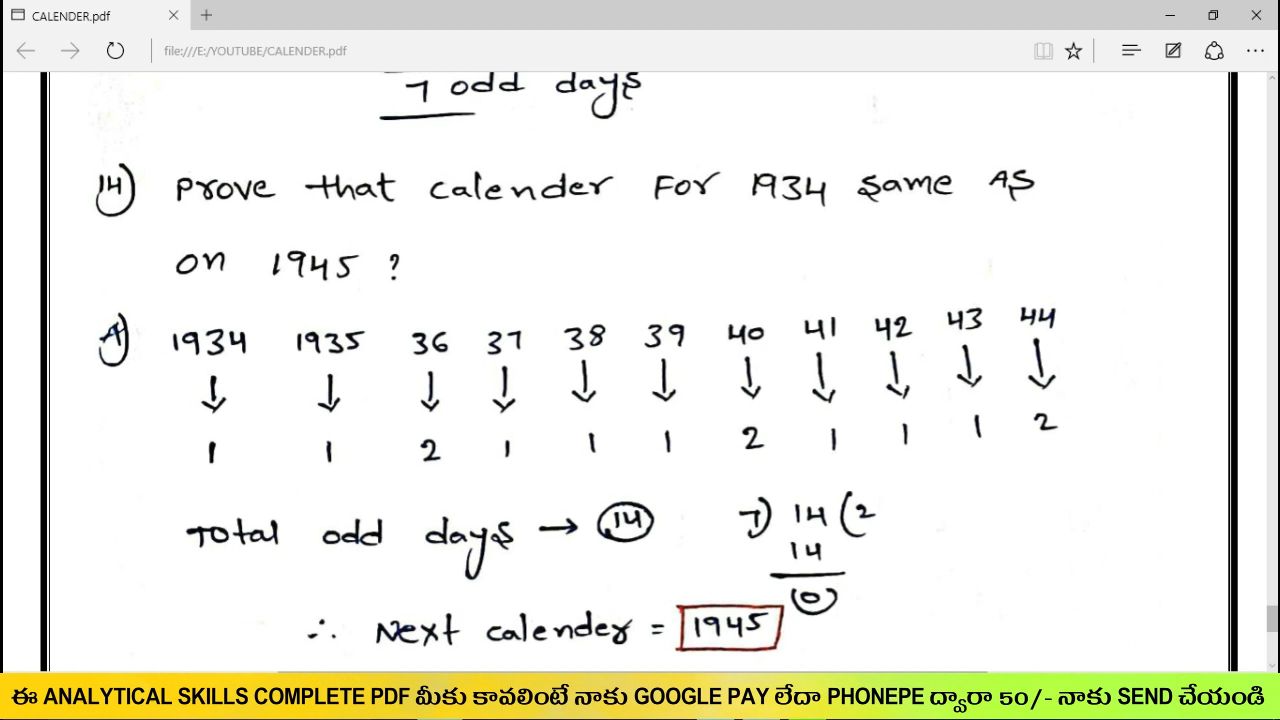 CALENDER.pdf
file:///E:/YOUTUBE/CALENDER.pdf
7 odd days
14) Prove that calender For 1934 same As
on 1945 ?
A) 1934 1935 36 37 38 39 40 41 42 43 44
↓ ↓ ↓ ↓ ↓ ↓ ↓ ↓ ↓ ↓ ↓
1 1 2 1 1 1 2 1 1 1 2
Total odd days → 14 7) 14 (2
14
0
∴ Next calender = 1945
ఈ ANALYTICAL SKILLS COMPLETE PDF మీకు కావలింటే నాకు GOOGLE PAY లేదా PHONEPE ద్వారా 50/- నాకు SEND చేయండి